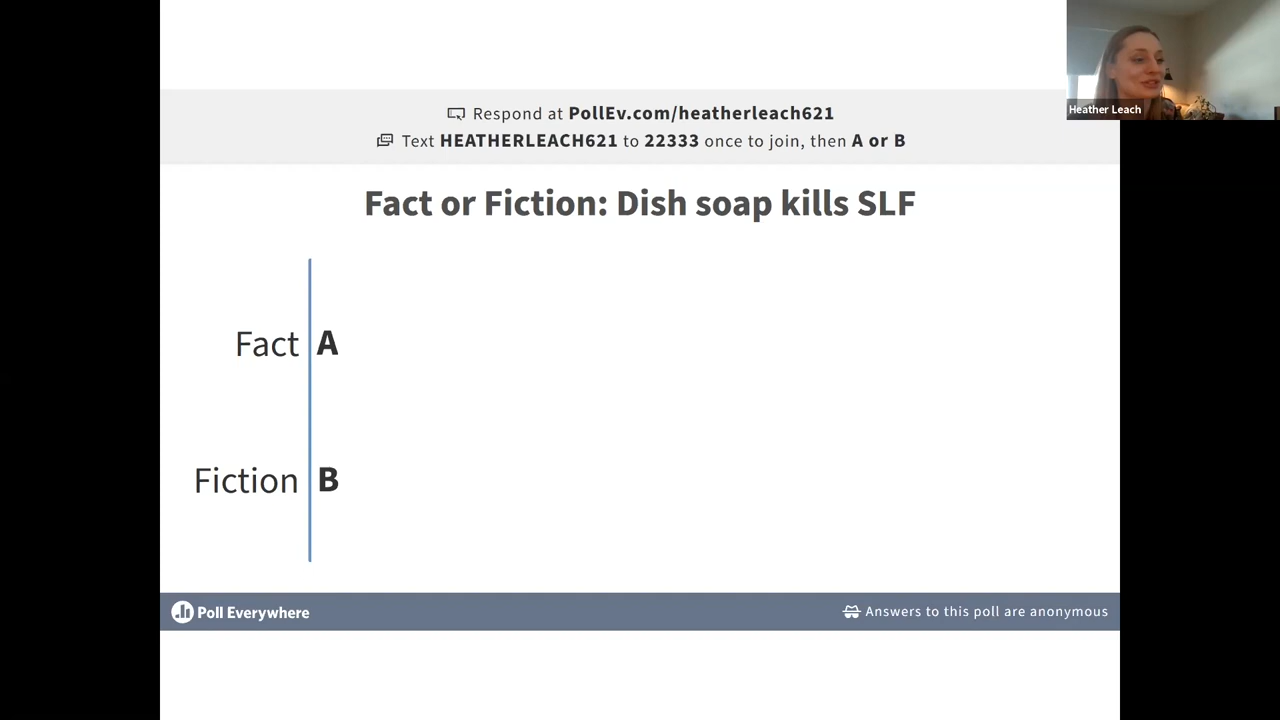 Respond at PollEv.com/heatherleach621
Text HEATHERLEACH621 to 22333 once to join, then A or B
Heather Leach
Fact or Fiction: Dish soap kills SLF
Fact A
Fiction B
Poll Everywhere
Answers to this poll are anonymous